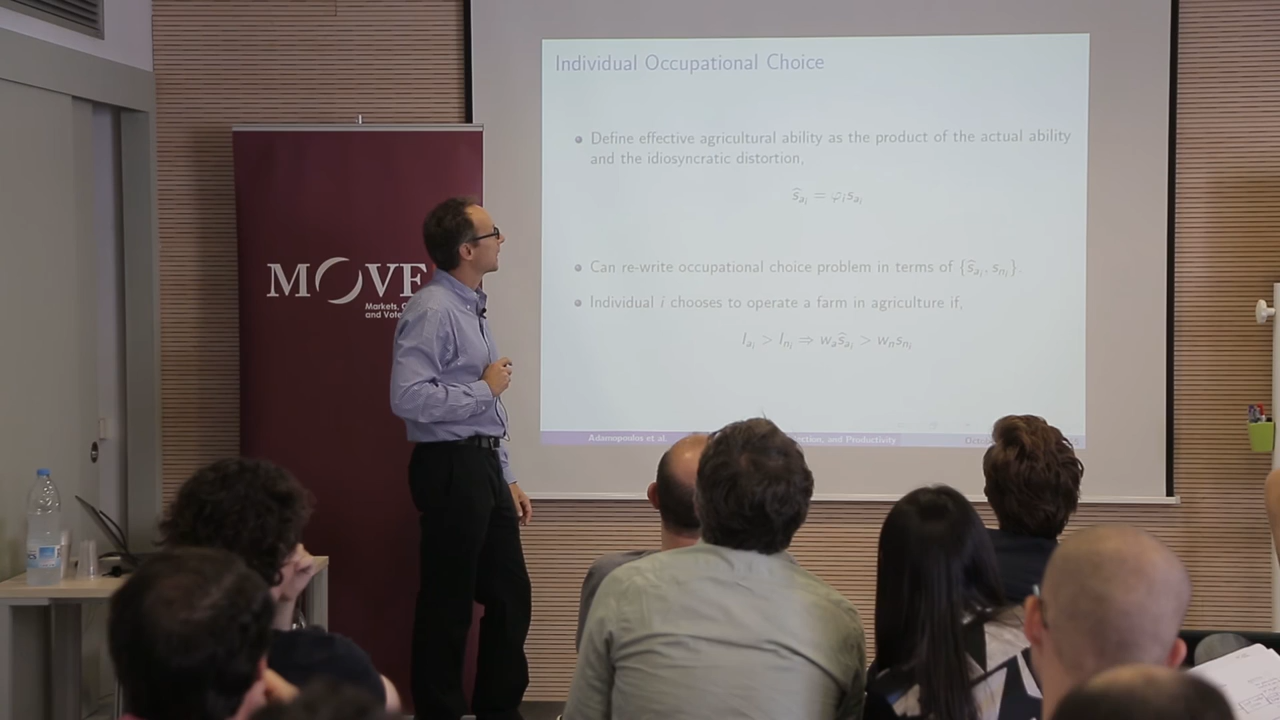 Individual Occupational Choice
Define effective agricultural ability as the product of the actual ability
and the idiosyncratic distortion,
ŝ_{a_i} = φ_i s_{a_i}
Can re-write occupational choice problem in terms of {ŝ_{a_i}, s_{n_i}}.
Individual i chooses to operate a farm in agriculture if,
I_{a_i} > I_{n_i} ⇒ w_a ŝ_{a_i} > w_n s_{n_i}
Adamopoulos et al.
and Productivity
MOVE
Markets,
and